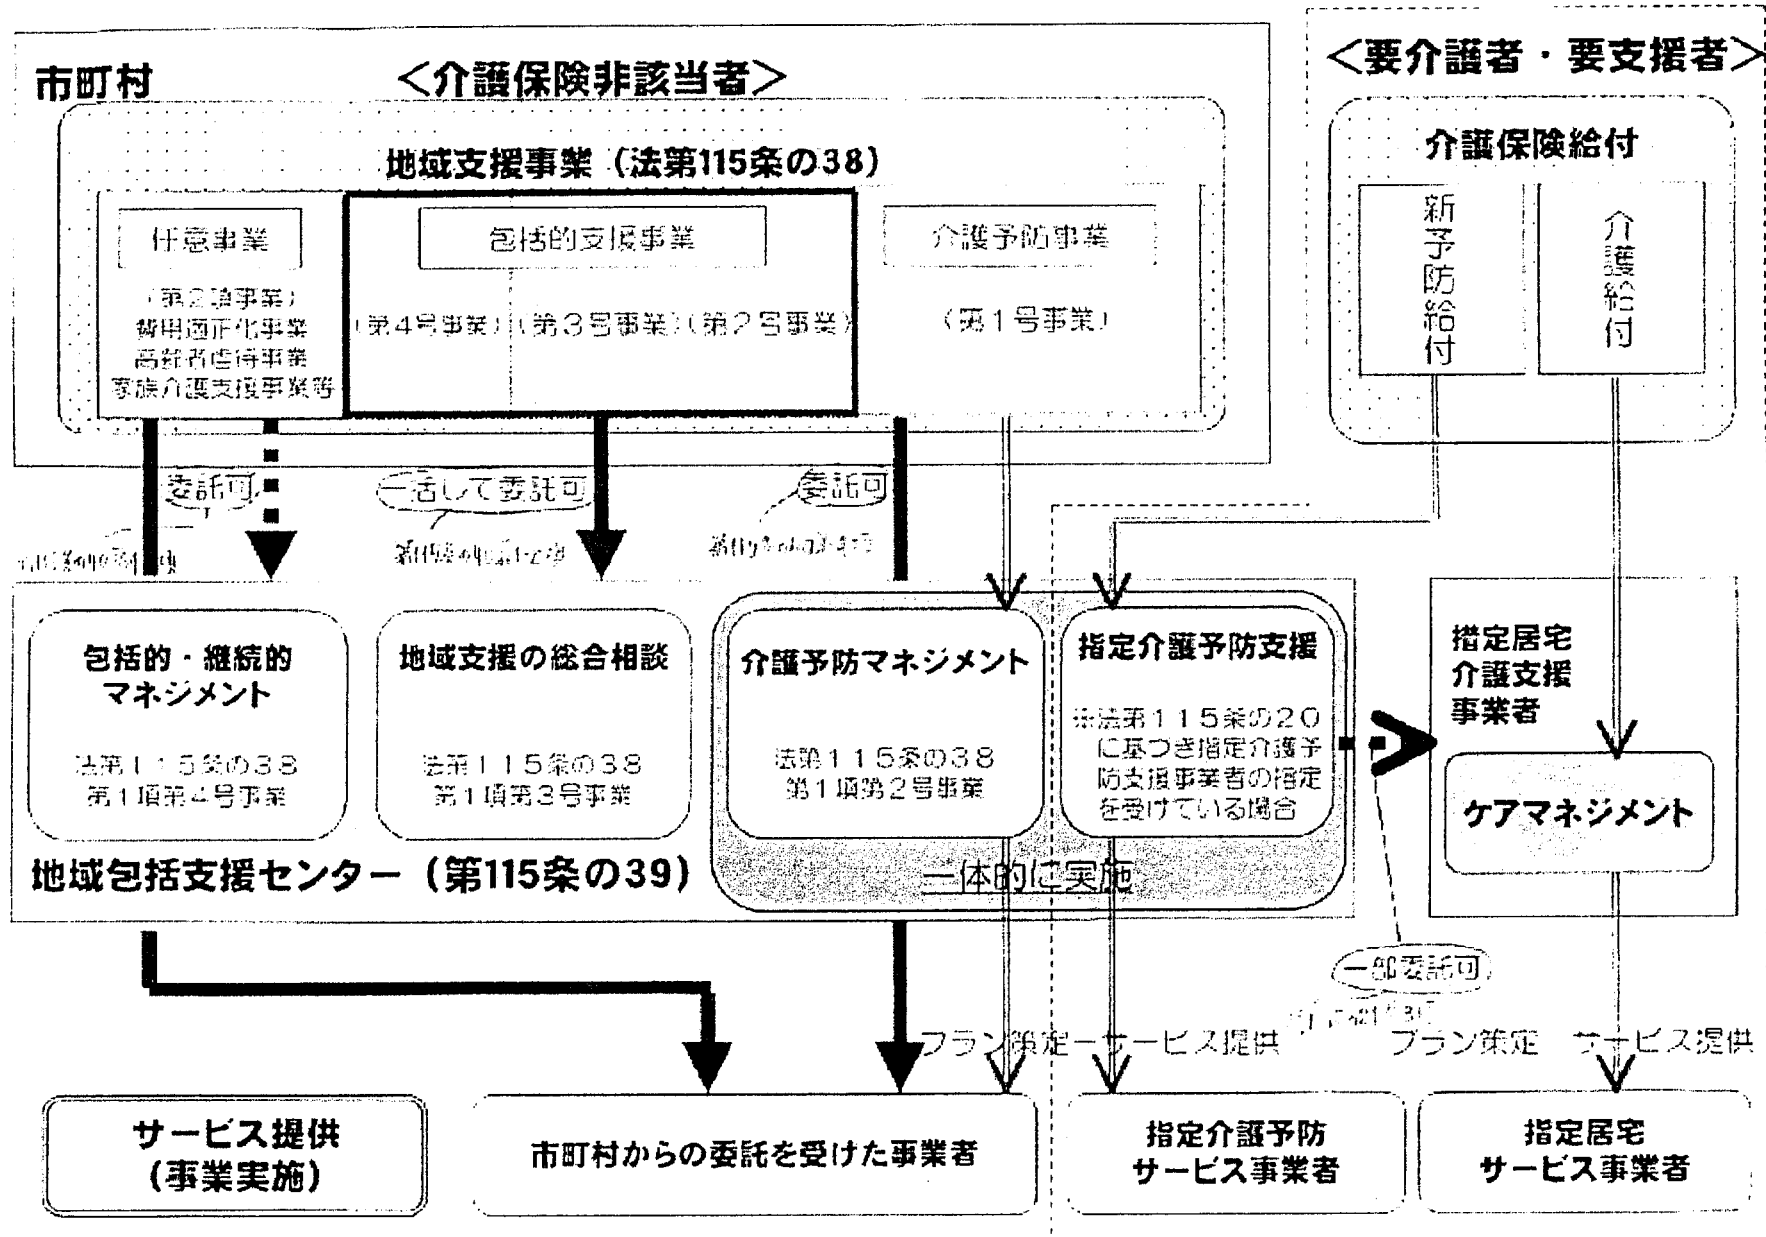 市町村
＜介護保険非該当者＞
＜要介護者・要支援者＞
地域支援事業（法第115条の38）
介護保険給付
任意事業
（第２項事業）
費用適正化事業
高齢者虐待事業
家族介護支援事業等
包括的支援事業
（第４号事業）（第３号事業）（第２号事業）
介護予防事業
（第１号事業）
新予防給付
介護給付
委託可
一括して委託可
委託可
包括的・継続的
マネジメント
法第１１５条の３８
第１項第４号事業
地域支援の総合相談
法第１１５条の３８
第１項第３号事業
介護予防マネジメント
法第１１５条の３８
第１項第２号事業
指定介護予防支援
※法第１１５条の２０
に基づき指定介護予
防支援事業者の指定
を受けている場合
指定居宅
介護支援
事業者
ケアマネジメント
地域包括支援センター（第115条の39）
一体的に実施
一部委託可
プラン策定－サービス提供
プラン策定　サービス提供
サービス提供
（事業実施）
市町村からの委託を受けた事業者
指定介護予防
サービス事業者
指定居宅
サービス事業者